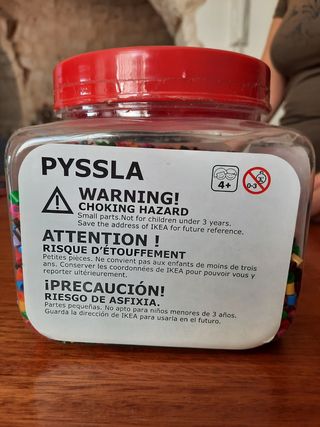 PYSSLA
4+
0-3
WARNING!
CHOKING HAZARD
Small parts.Not for children under 3 years.
Save the address of IKEA for future reference.
ATTENTION !
RISQUE D'ÉTOUFFEMENT
Petites pièces. Ne convient pas aux enfants de moins de trois
ans. Conserver les coordonnées de IKEA pour pouvoir vous y
reporter ultérieurement.
¡PRECAUCIÓN!
RIESGO DE ASFIXIA.
Partes pequeñas. No apto para niños menores de 3 años.
Guarda la dirección de IKEA para usarla en el futuro.